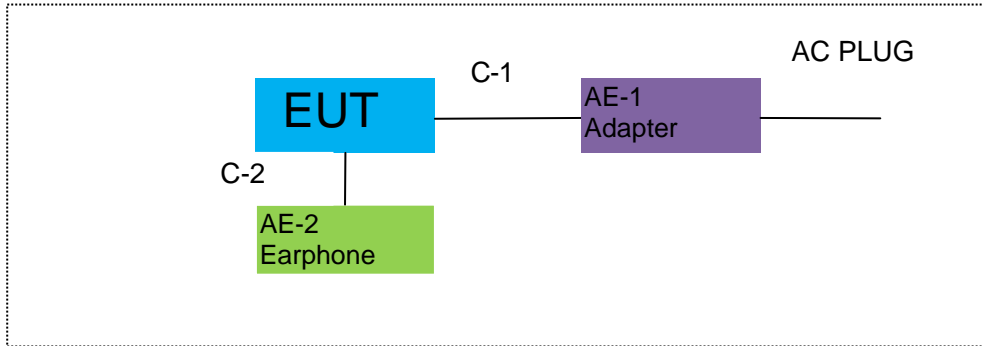 AC PLUG
C-1
EUT
AE-1
Adapter
C-2
AE-2
Earphone